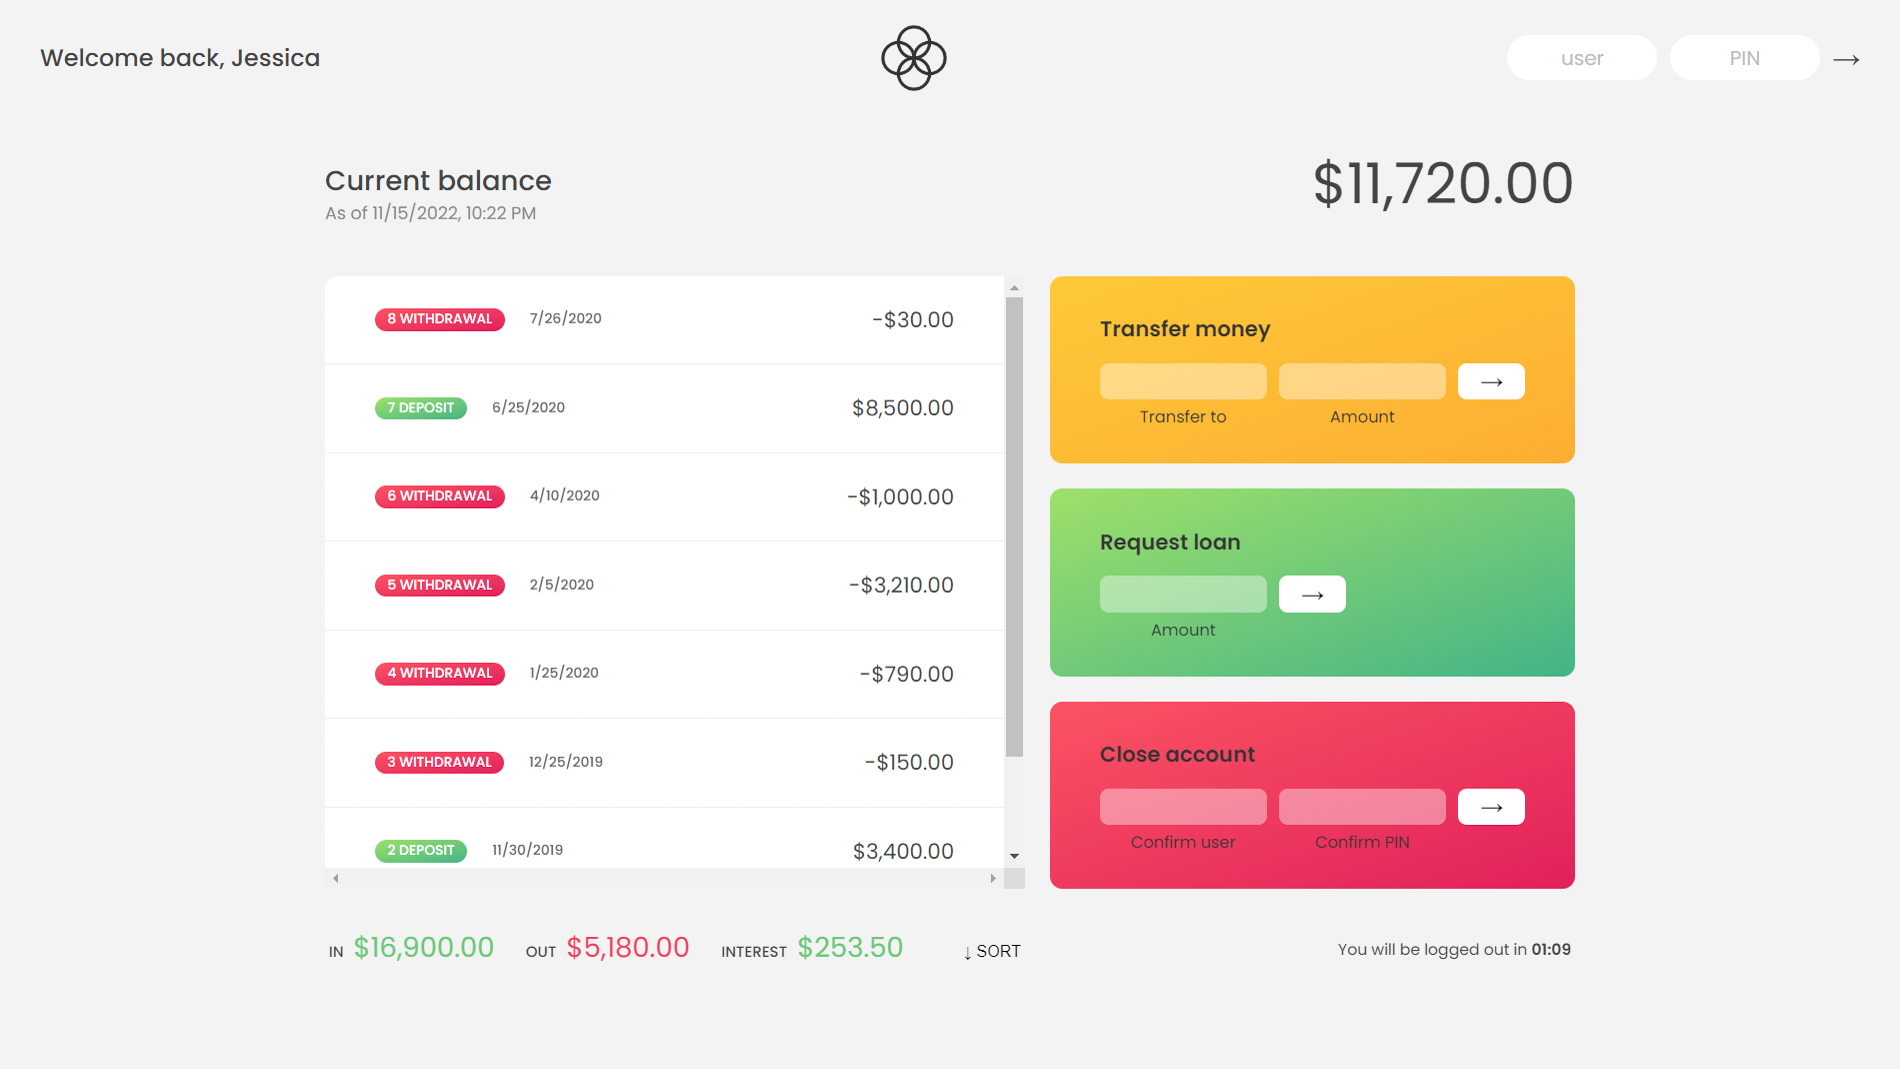 Welcome back, Jessica
user
PIN
→
Current balance
As of 11/15/2022, 10:22 PM
$11,720.00
8 WITHDRAWAL 7/26/2020 -$30.00
7 DEPOSIT 6/25/2020 $8,500.00
6 WITHDRAWAL 4/10/2020 -$1,000.00
5 WITHDRAWAL 2/5/2020 -$3,210.00
4 WITHDRAWAL 1/25/2020 -$790.00
3 WITHDRAWAL 12/25/2019 -$150.00
2 DEPOSIT 11/30/2019 $3,400.00
Transfer money
→
Transfer to Amount
Request loan
→
Amount
Close account
→
Confirm user Confirm PIN
IN $16,900.00 OUT $5,180.00 INTEREST $253.50 ↓ SORT
You will be logged out in 01:09